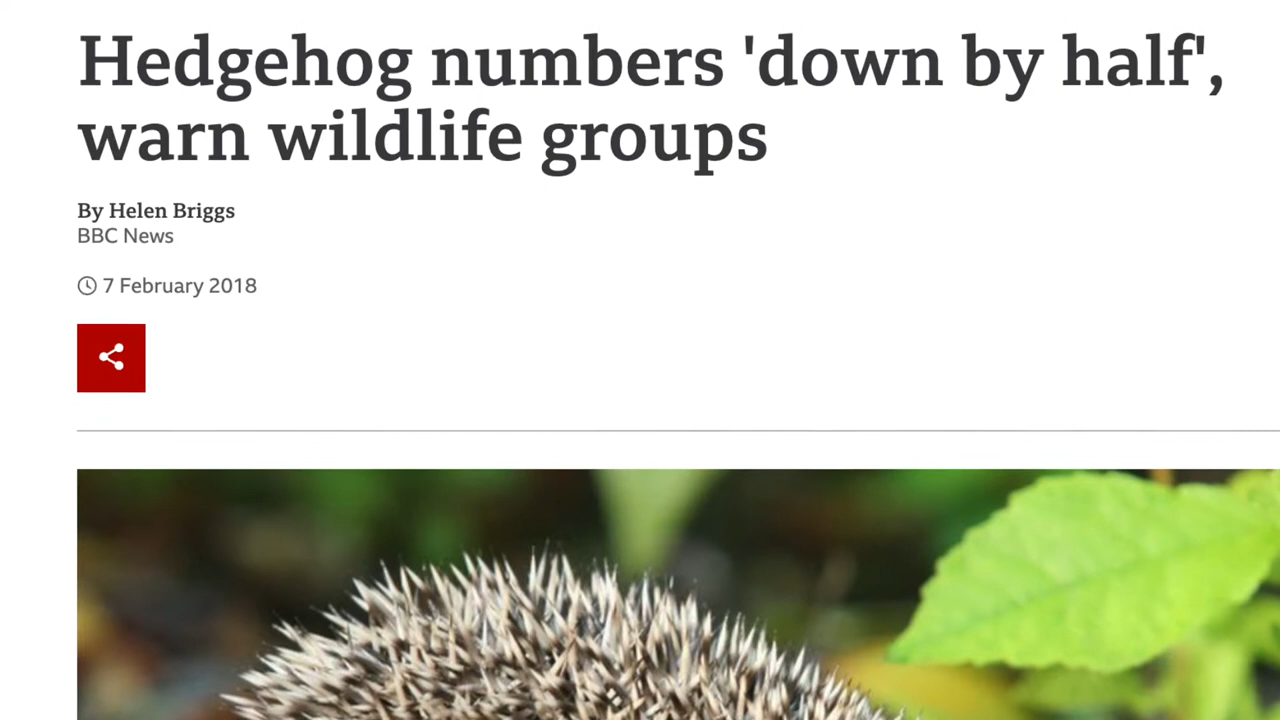 Hedgehog numbers 'down by half',
warn wildlife groups
By Helen Briggs
BBC News
7 February 2018